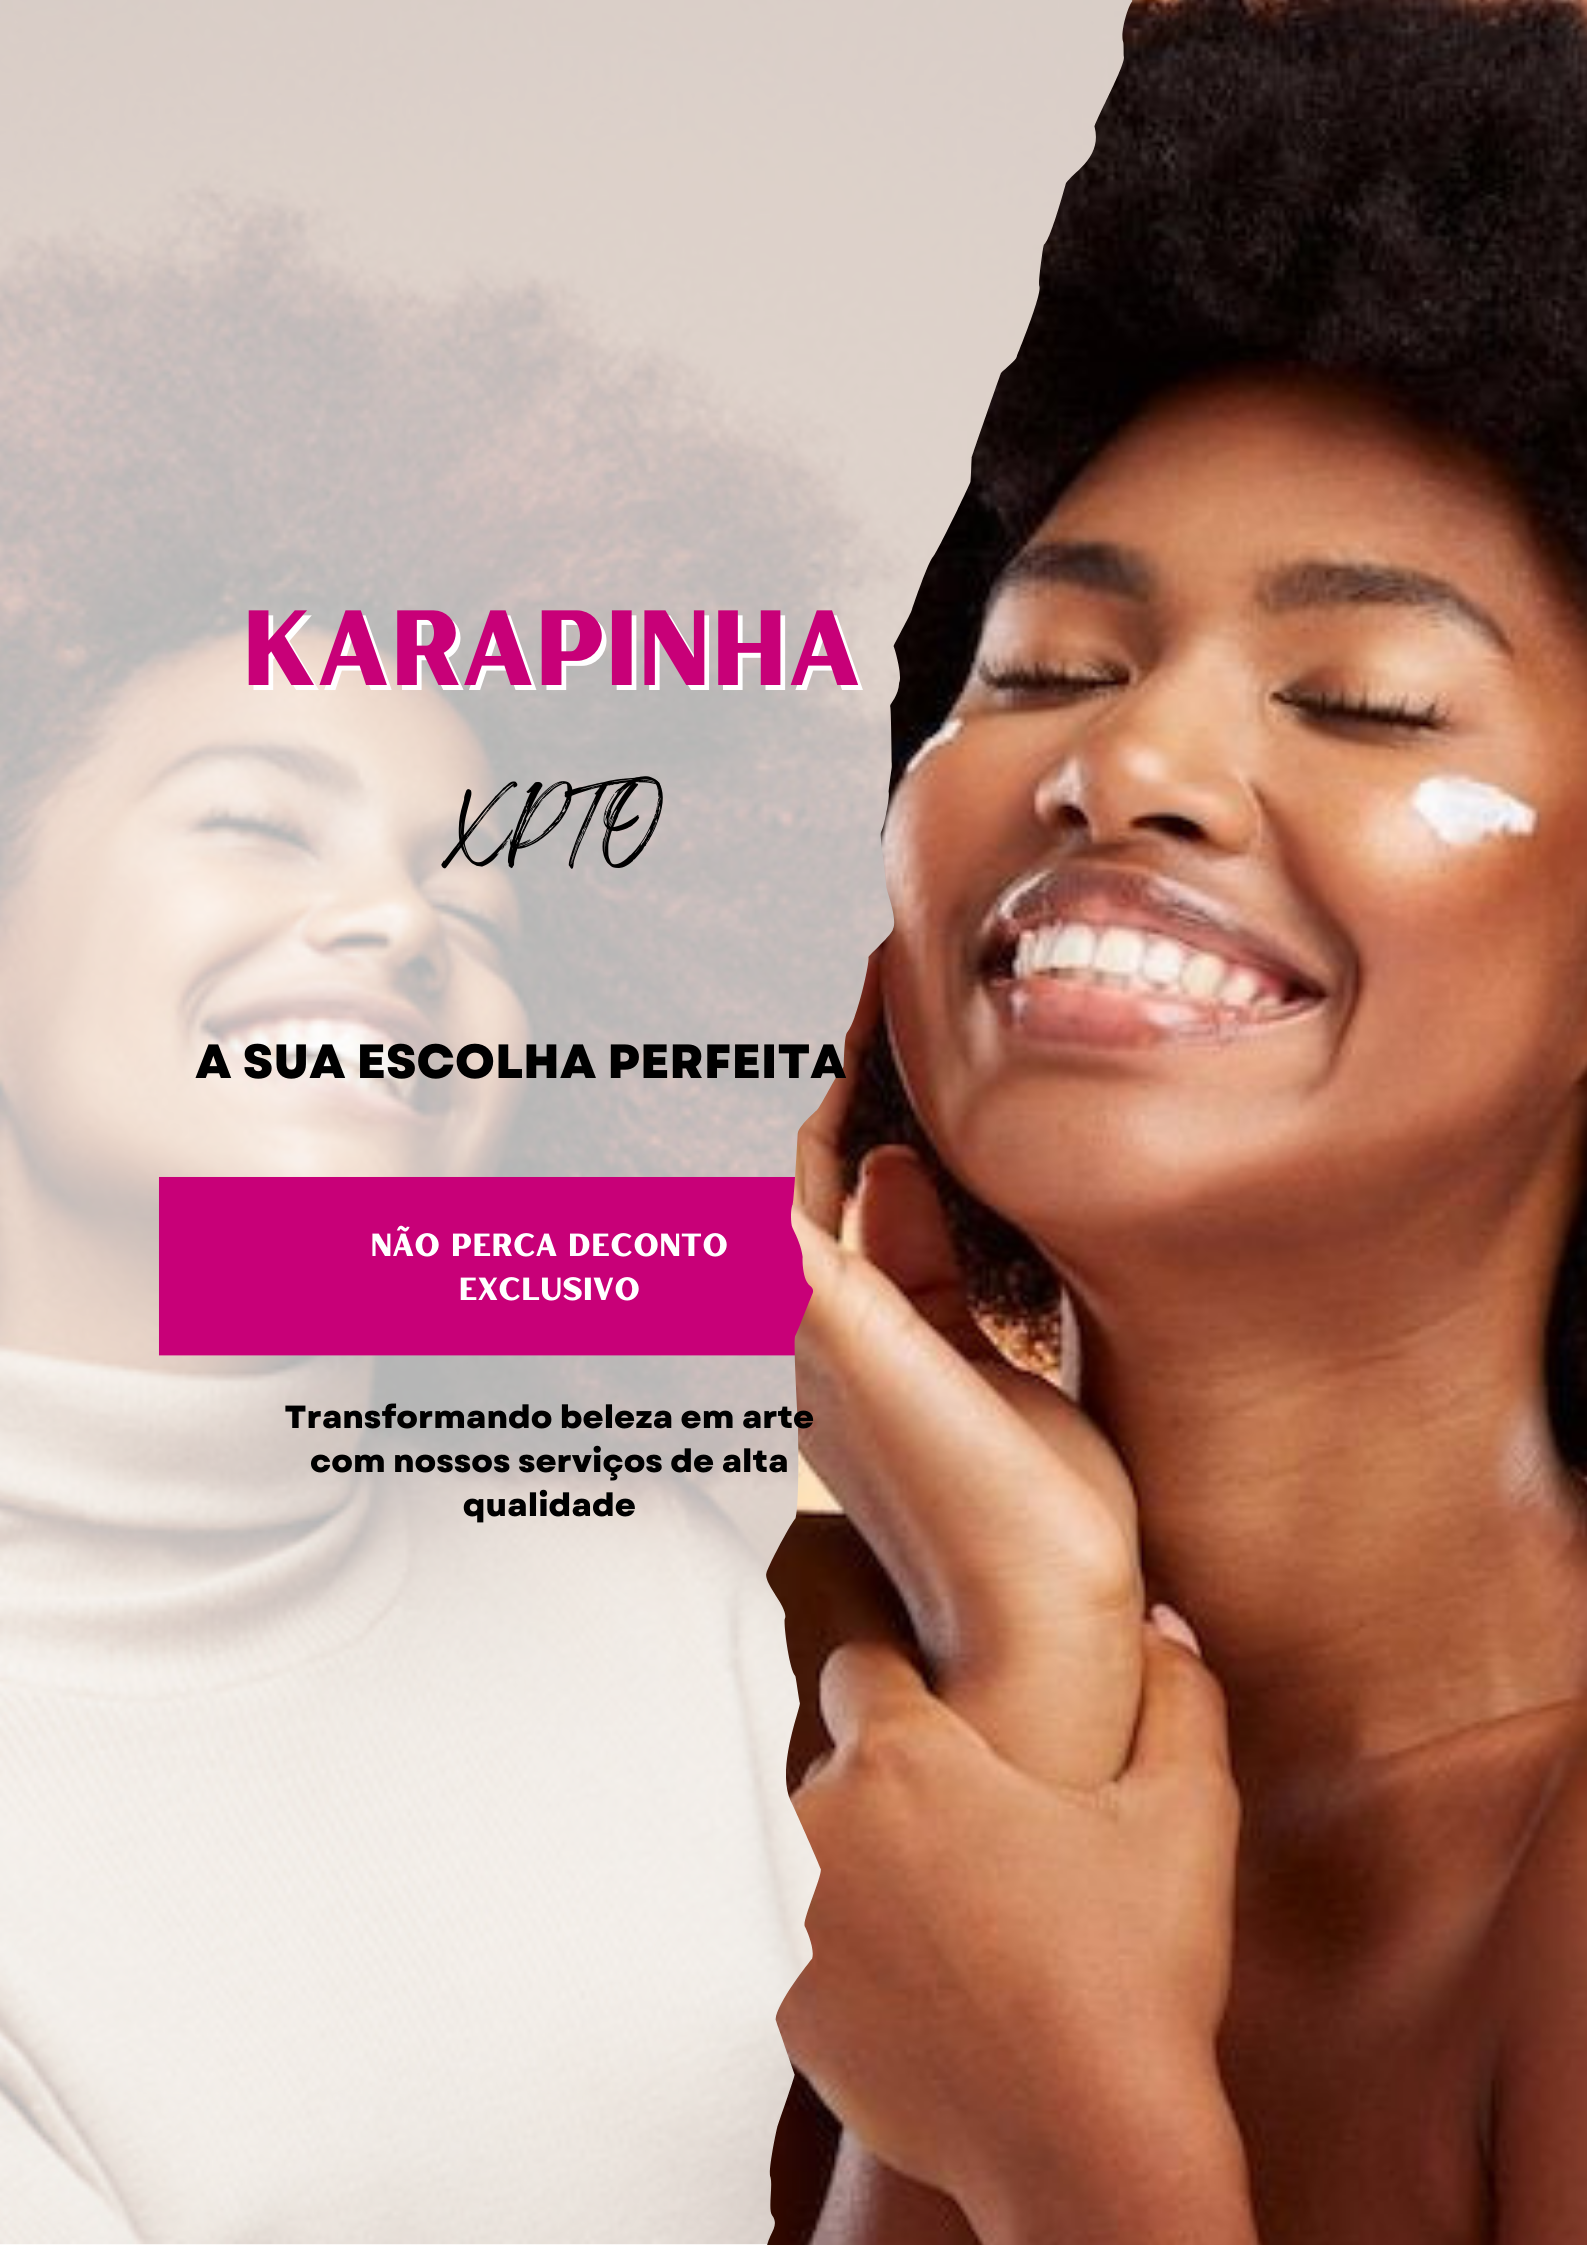 KARAPINHA
XPTO
A SUA ESCOLHA PERFEITA
NÃO PERCA DECONTO
EXCLUSIVO
Transformando beleza em arte
com nossos serviços de alta
qualidade